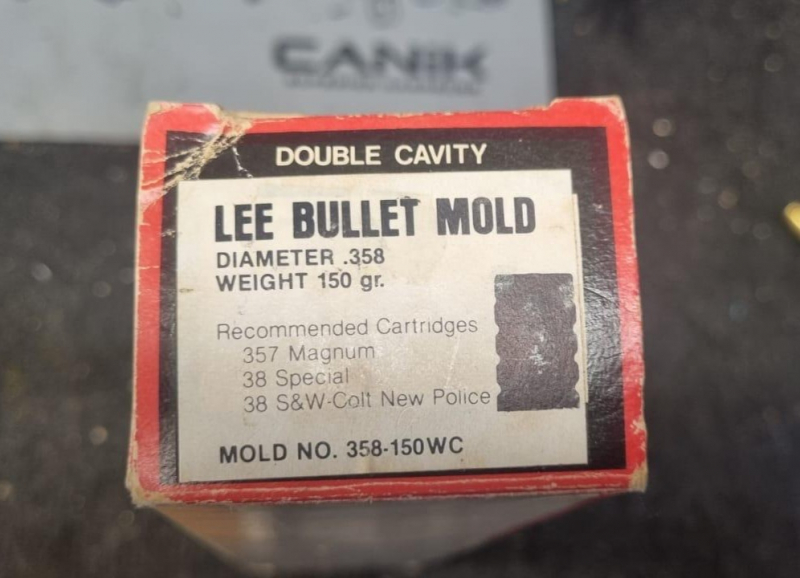 CANiK
DOUBLE CAVITY
LEE BULLET MOLD
DIAMETER .358
WEIGHT 150 gr.
Recommended Cartridges
357 Magnum
38 Special
38 S&W-Colt New Police
MOLD NO. 358-150WC